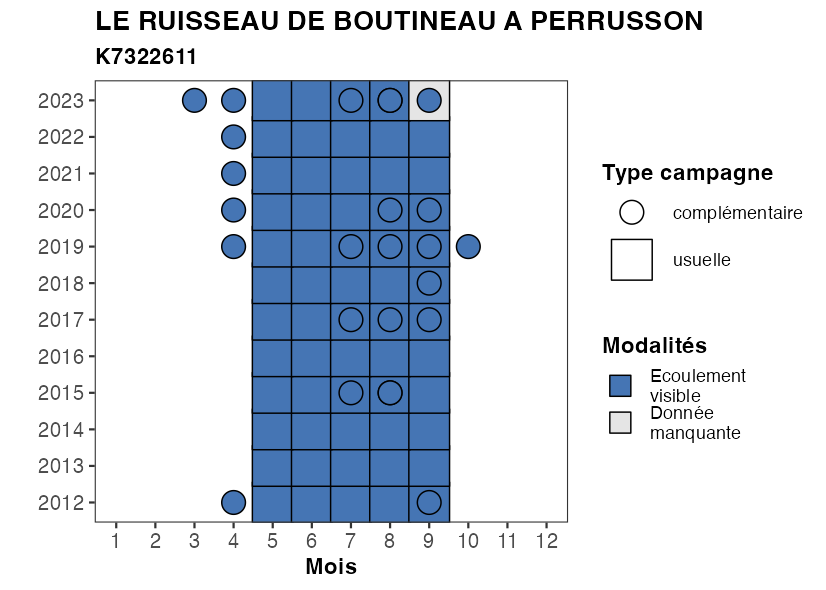 LE RUISSEAU DE BOUTINEAU A PERRUSSON
K7322611
2023
2022
2021
2020
2019
2018
2017
2016
2015
2014
2013
2012
1 2 3 4 5 6 7 8 9 10 11 12
Mois
Type campagne
complémentaire
usuelle
Modalités
Ecoulement
visible
Donnée
manquante